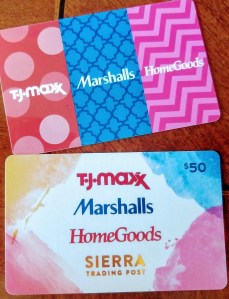 T·J·maxx
Marshalls
HomeGoods
$50
T·J·maxx
Marshalls
HomeGoods
SIERRA
TRADING POST